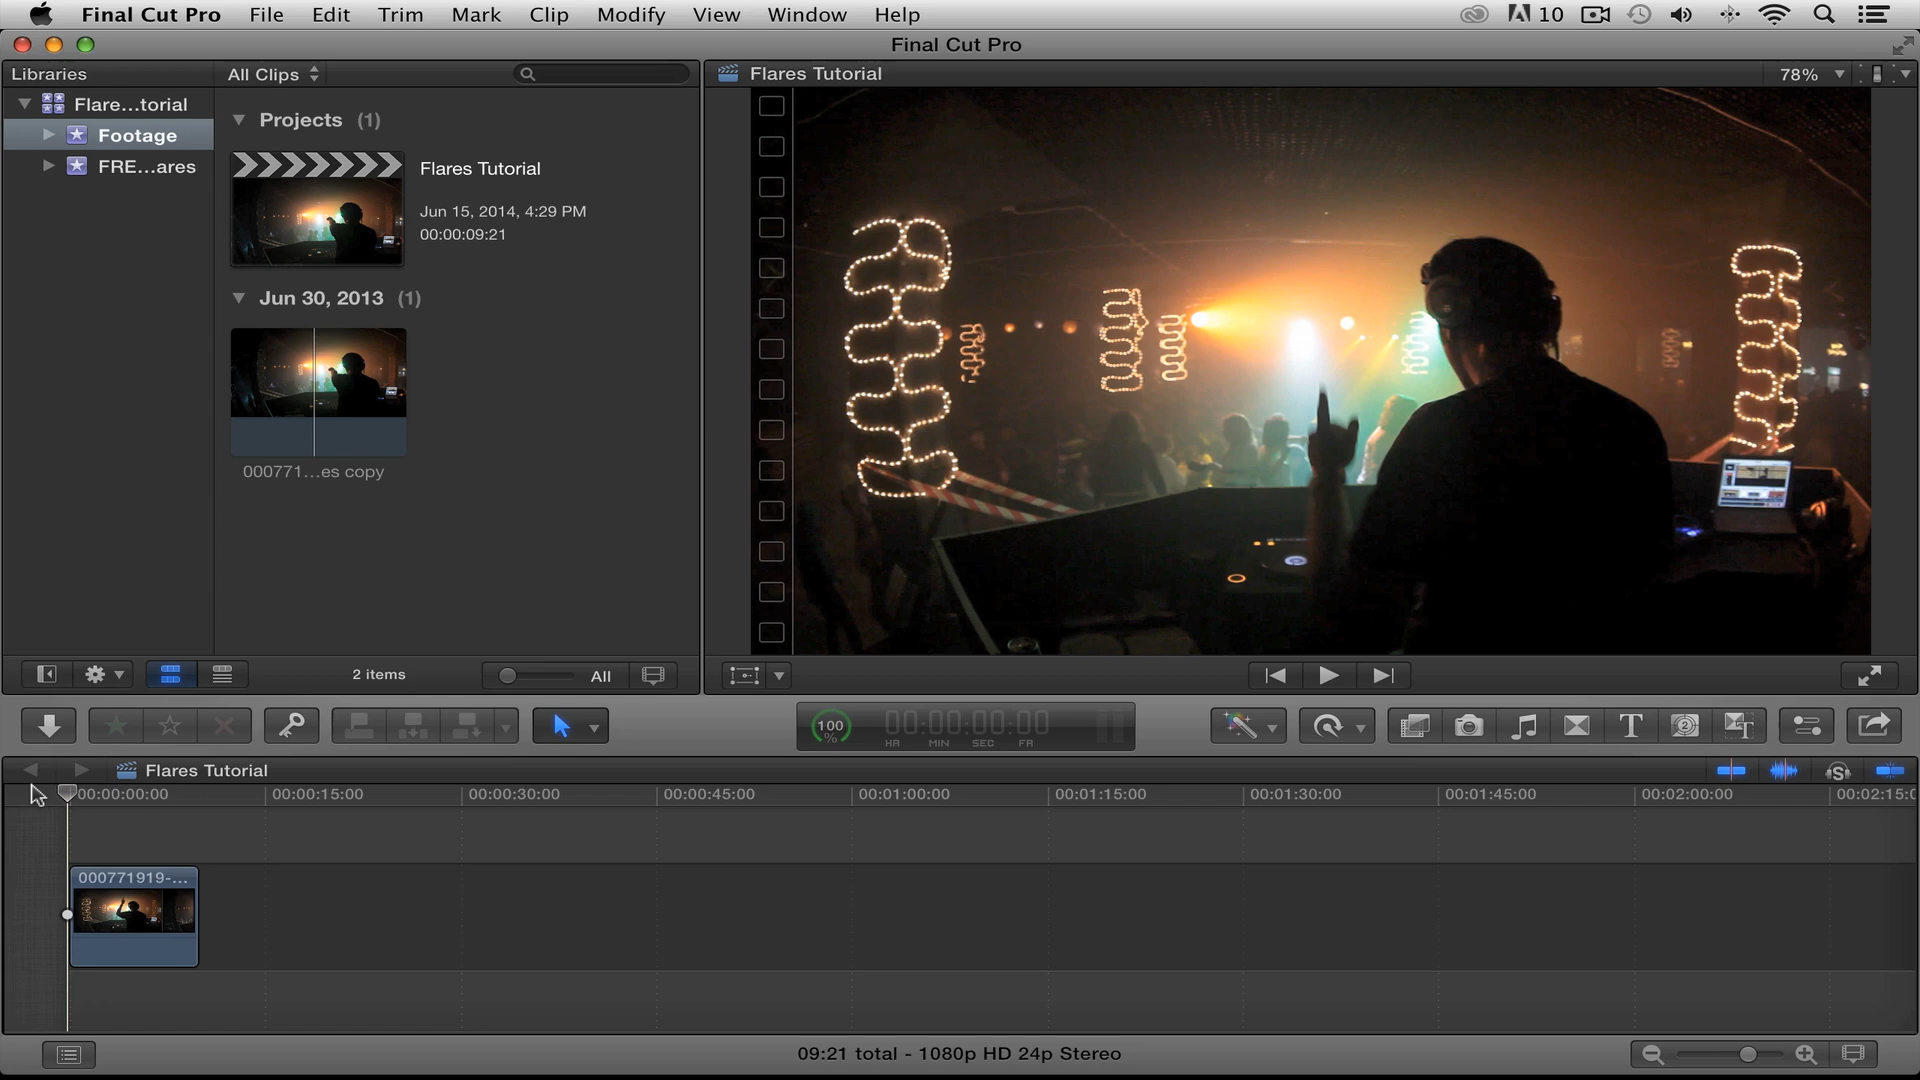 Final Cut Pro File Edit Trim Mark Clip Modify View Window Help 10
Final Cut Pro
Libraries
All Clips
Flares Tutorial
78%
Flare...torial
Footage
FRE...ares
Projects (1)
Flares Tutorial
Jun 15, 2014, 4:29 PM
00:00:09:21
Jun 30, 2013 (1)
000771...es copy
2 items
All
100
%
00:00:00:00
HR MIN SEC FR
T
2
T
Flares Tutorial
S
00:00:00:00 00:00:15:00 00:00:30:00 00:00:45:00 00:01:00:00 00:01:15:00 00:01:30:00 00:01:45:00 00:02:00:00 00:02:15:0
000771919-...
09:21 total - 1080p HD 24p Stereo